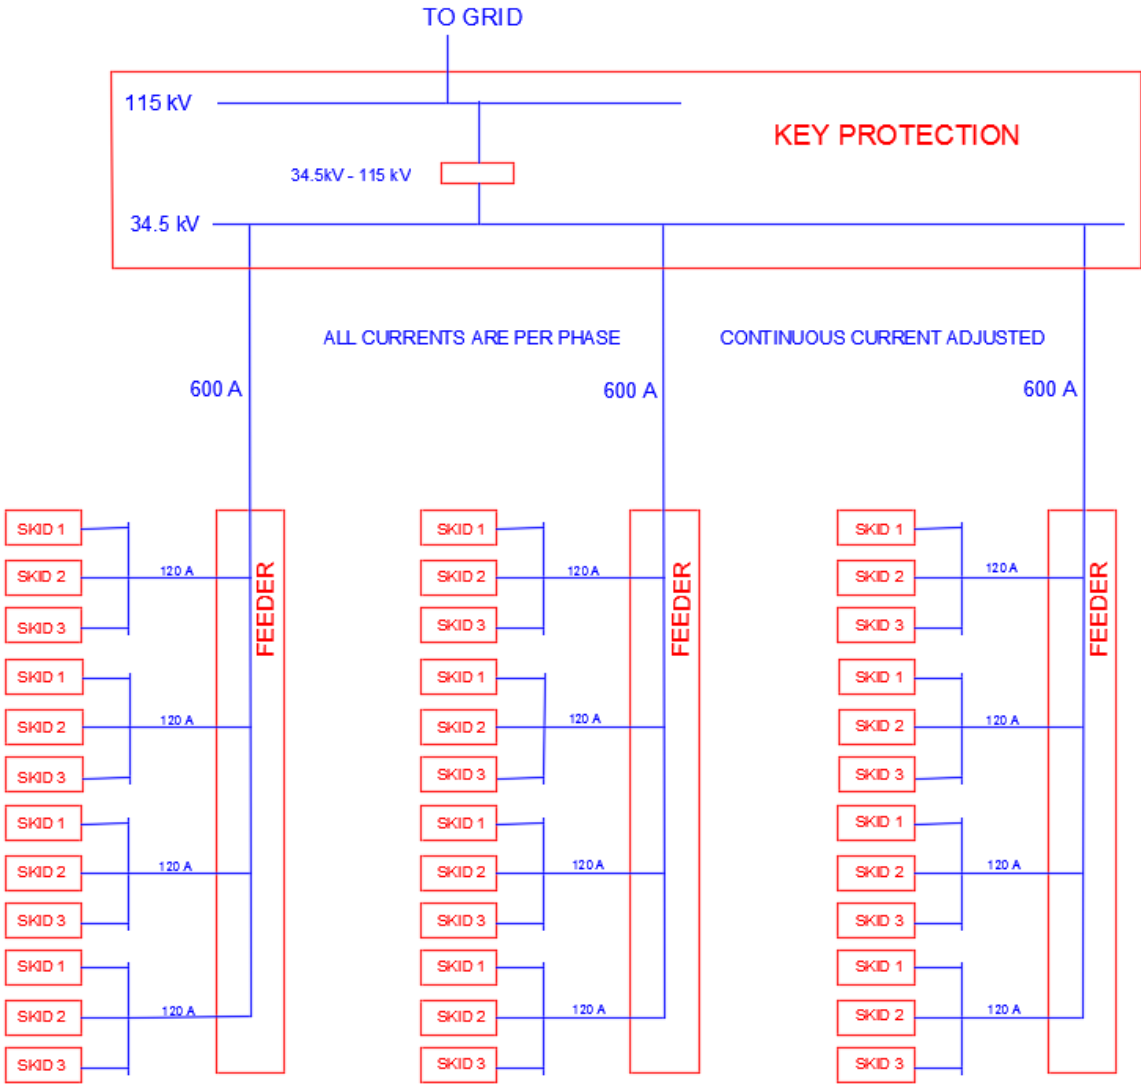 TO GRID
115 kV
KEY PROTECTION
34.5kV - 115 kV
34.5 kV
ALL CURRENTS ARE PER PHASE
CONTINUOUS CURRENT ADJUSTED
600 A
600 A
600 A
SKID 1
SKID 2
SKID 3
120 A
SKID 1
SKID 2
SKID 3
120 A
SKID 1
SKID 2
SKID 3
120 A
SKID 1
SKID 2
SKID 3
120 A
FEEDER
SKID 1
SKID 2
SKID 3
120 A
SKID 1
SKID 2
SKID 3
120 A
SKID 1
SKID 2
SKID 3
120 A
SKID 1
SKID 2
SKID 3
120 A
FEEDER
SKID 1
SKID 2
SKID 3
120 A
SKID 1
SKID 2
SKID 3
120 A
SKID 1
SKID 2
SKID 3
120 A
SKID 1
SKID 2
SKID 3
120 A
FEEDER